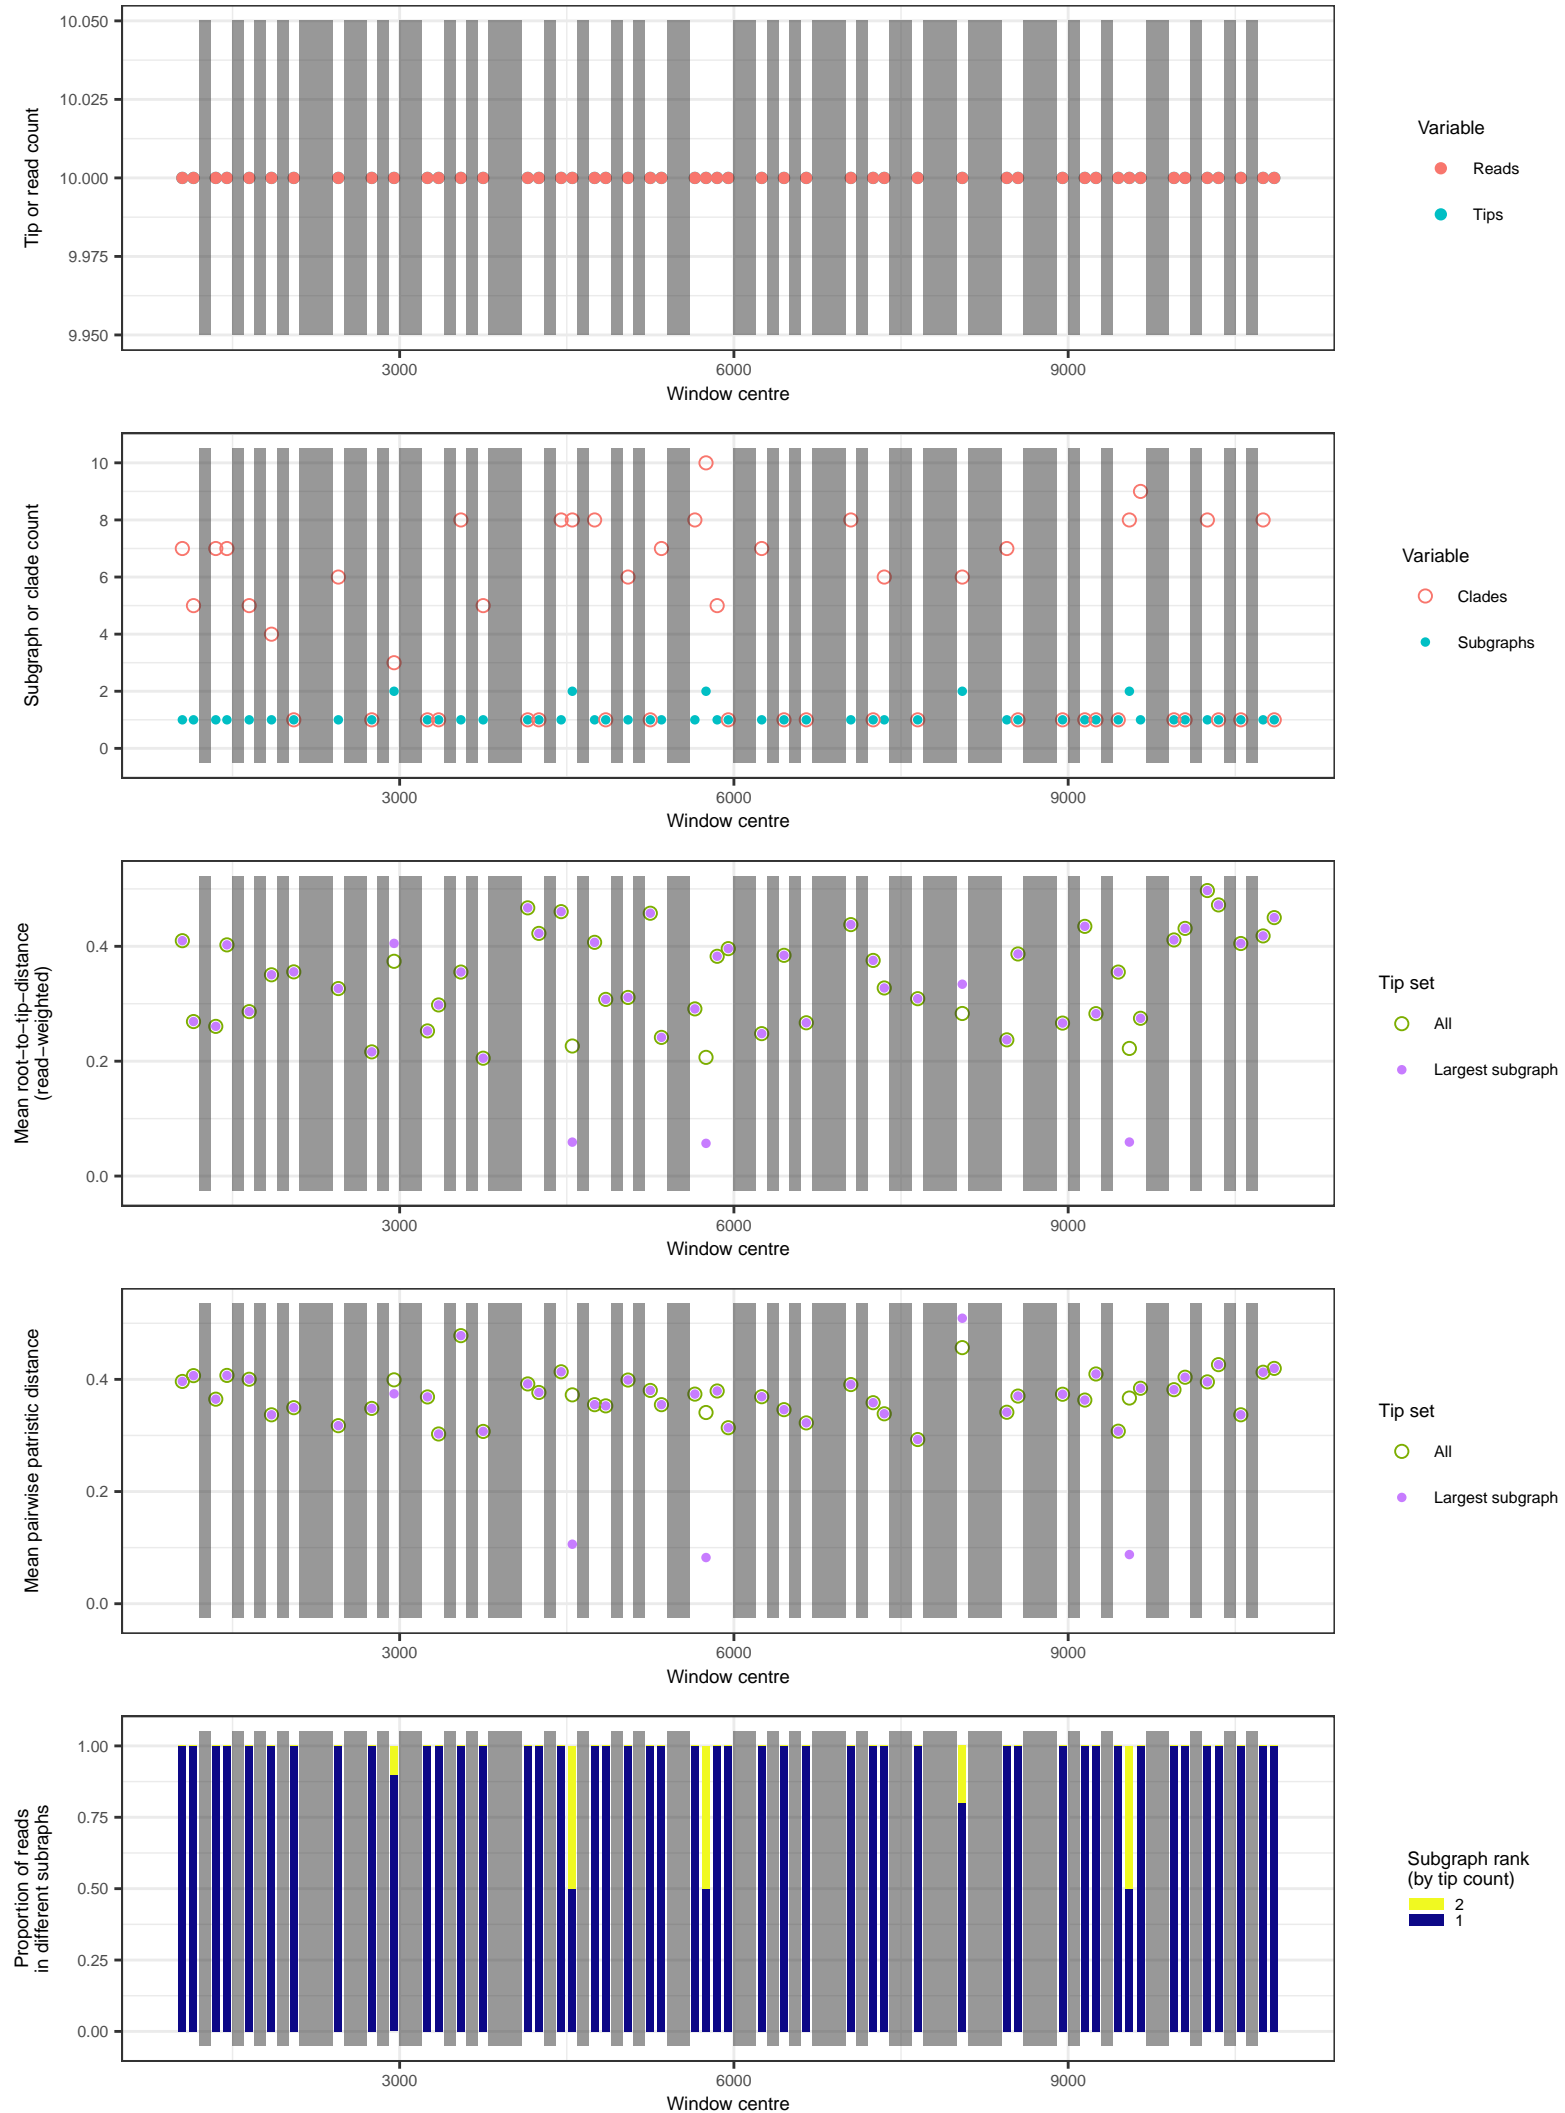 10.050
10.025
10.000
9.975
9.950
Tip or read count
3000
6000
9000
Window centre
Variable
Reads
Tips
10
8
6
4
2
0
Subgraph or clade count
3000
6000
9000
Window centre
Variable
Clades
Subgraphs
0.4
0.2
0.0
Mean root−to−tip−distance
(read−weighted)
3000
6000
9000
Window centre
Tip set
All
Largest subgraph
0.4
0.2
0.0
Mean pairwise patristic distance
3000
6000
9000
Window centre
Tip set
All
Largest subgraph
1.00
0.75
0.50
0.25
0.00
Proportion of reads
in different subraphs
3000
6000
9000
Window centre
Subgraph rank
(by tip count)
2
1